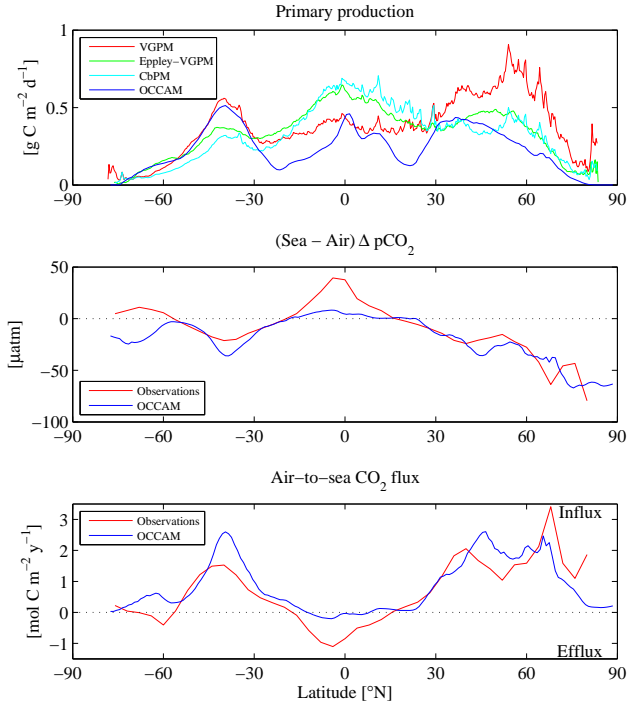 Primary production
[g C m⁻² d⁻¹]
1
0.5
0
VGPM
Eppley−VGPM
CbPM
OCCAM
−90 −60 −30 0 30 60 90
(Sea − Air) Δ pCO₂
[µatm]
50
0
−50
−100
Observations
OCCAM
−90 −60 −30 0 30 60 90
Air−to−sea CO₂ flux
[mol C m⁻² y⁻¹]
3
2
1
0
−1
Observations
OCCAM
Influx
Efflux
−90 −60 −30 0 30 60 90
Latitude [°N]